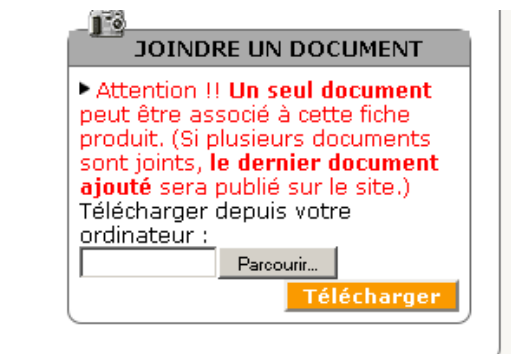 JOINDRE UN DOCUMENT
Attention !! Un seul document
peut être associé à cette fiche
produit. (Si plusieurs documents
sont joints, le dernier document
ajouté sera publié sur le site.)
Télécharger depuis votre
ordinateur :
Parcourir...
Télécharger